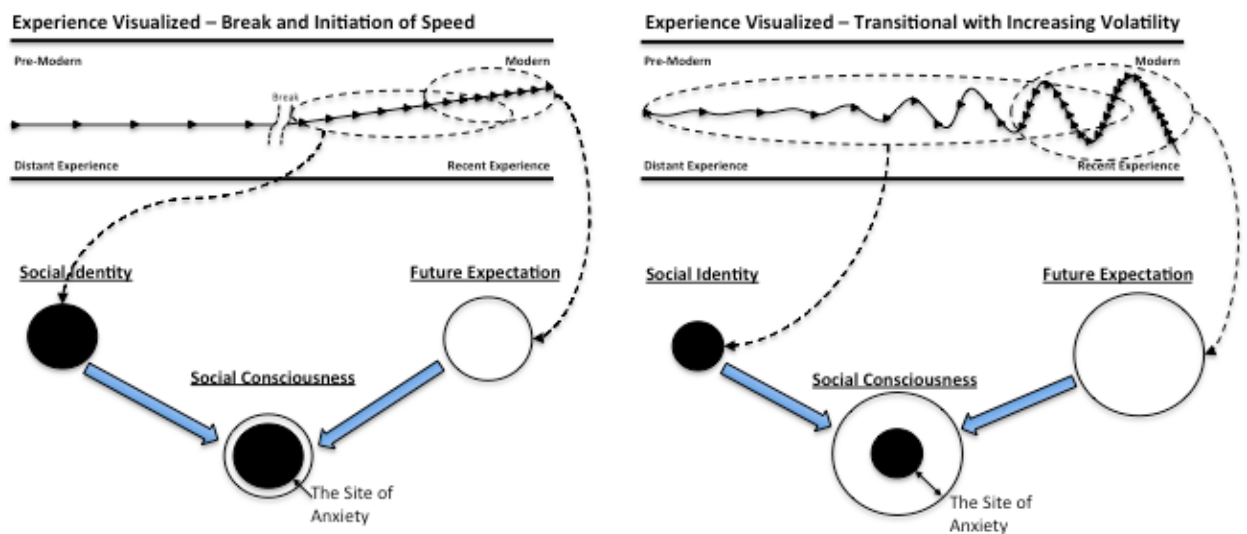 Experience Visualized – Break and Initiation of Speed
Pre-Modern
Modern
Break
Distant Experience
Recent Experience
Social Identity
Future Expectation
Social Consciousness
The Site of
Anxiety
Experience Visualized – Transitional with Increasing Volatility
Pre-Modern
Modern
Distant Experience
Recent Experience
Social Identity
Future Expectation
Social Consciousness
The Site of
Anxiety